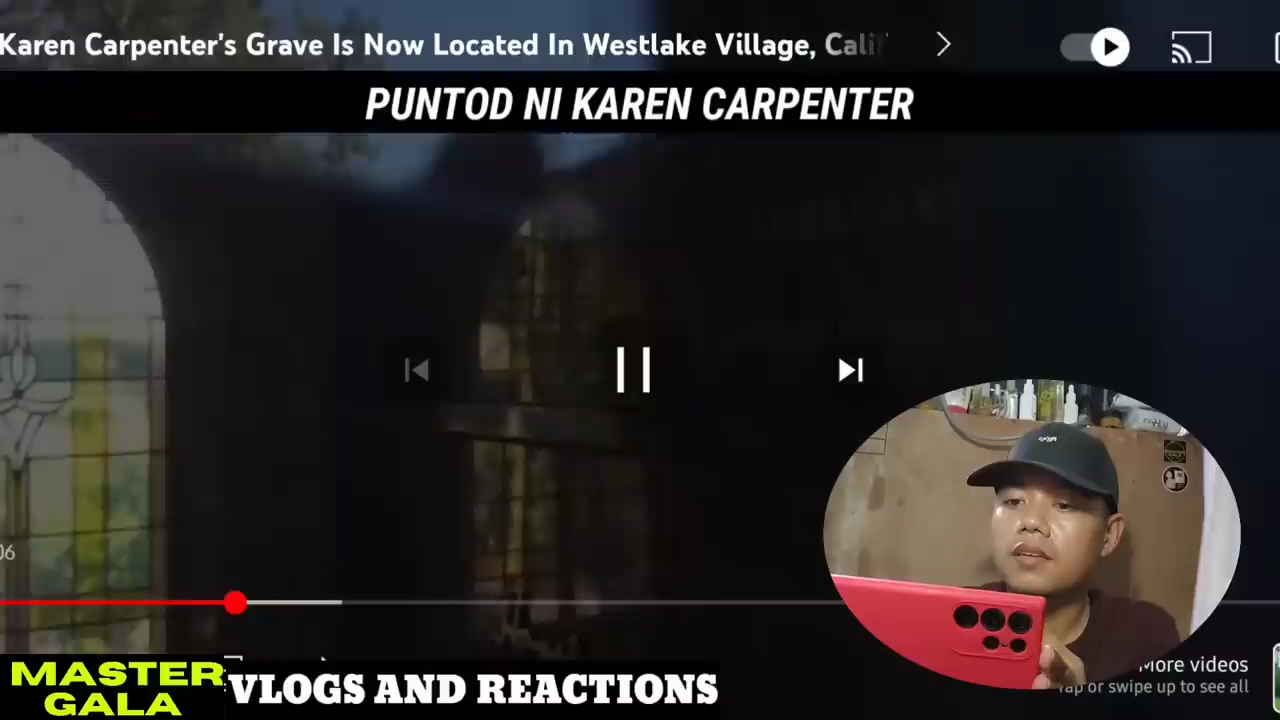 Karen Carpenter's Grave Is Now Located In Westlake Village, Cali
PUNTOD NI KAREN CARPENTER
06
More videos
Tap or swipe up to see all
MASTER
GALA
VLOGS AND REACTIONS